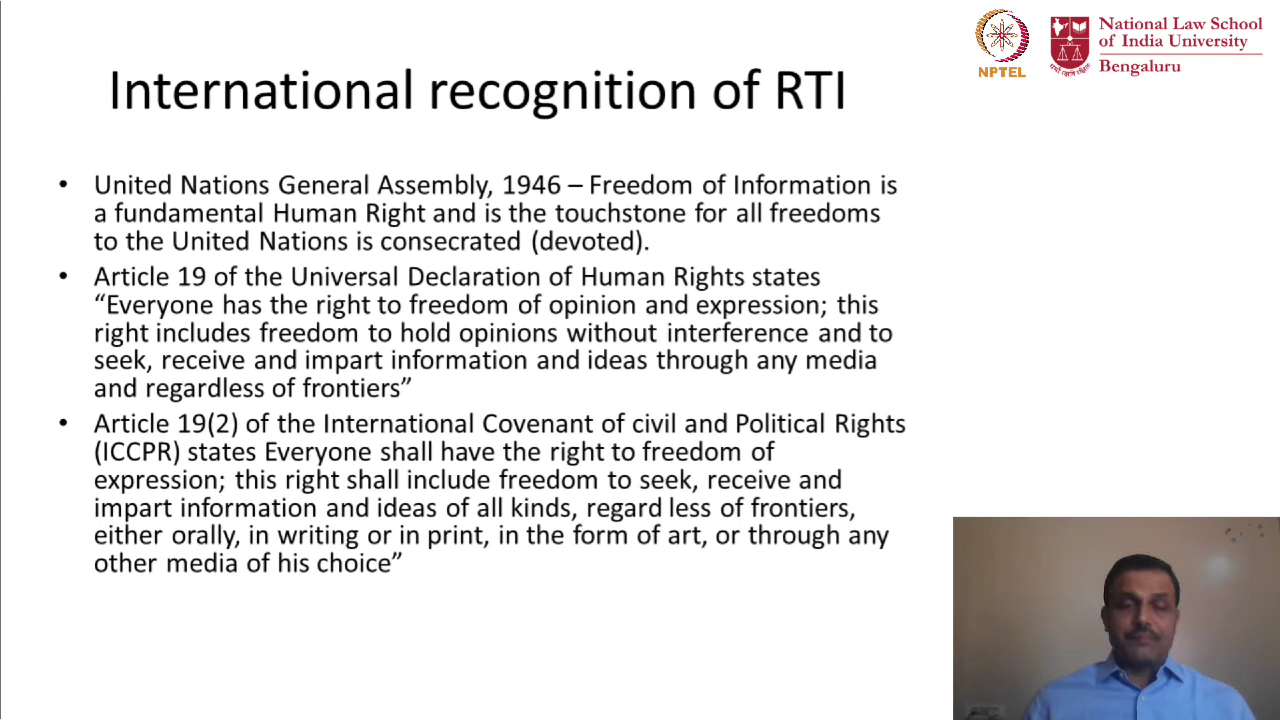 NPTEL
National Law School
of India University
Bengaluru
International recognition of RTI
• United Nations General Assembly, 1946 – Freedom of Information is
a fundamental Human Right and is the touchstone for all freedoms
to the United Nations is consecrated (devoted).
• Article 19 of the Universal Declaration of Human Rights states
“Everyone has the right to freedom of opinion and expression; this
right includes freedom to hold opinions without interference and to
seek, receive and impart information and ideas through any media
and regardless of frontiers”
• Article 19(2) of the International Covenant of civil and Political Rights
(ICCPR) states Everyone shall have the right to freedom of
expression; this right shall include freedom to seek, receive and
impart information and ideas of all kinds, regard less of frontiers,
either orally, in writing or in print, in the form of art, or through any
other media of his choice”